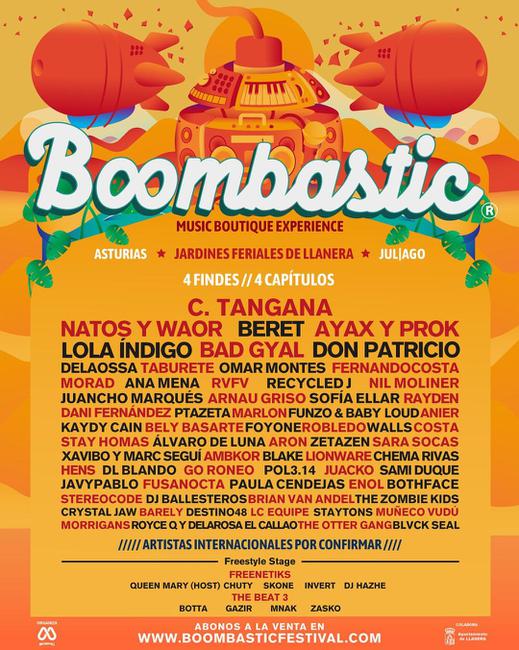 Boombastic ®
MUSIC BOUTIQUE EXPERIENCE
ASTURIAS ★ JARDINES FERIALES DE LLANERA ★ JUL|AGO
4 FINDES // 4 CAPÍTULOS
C. TANGANA
NATOS Y WAOR BERET AYAX Y PROK
LOLA ÍNDIGO BAD GYAL DON PATRICIO
DELAOSSA TABURETE OMAR MONTES FERNANDOCOSTA
MORAD ANA MENA RVFV RECYCLED J NIL MOLINER
JUANCHO MARQUÉS ARNAU GRISO SOFÍA ELLAR RAYDEN
DANI FERNÁNDEZ PTAZETA MARLON FUNZO & BABY LOUD ANIER
KAYDY CAIN BELY BASARTE FOYONE ROBLEDO WALLS COSTA
STAY HOMAS ÁLVARO DE LUNA ARON ZETAZEN SARA SOCAS
XAVIBO Y MARC SEGUÍ AMBKOR BLAKE LIONWARE CHEMA RIVAS
HENS DL BLANDO GO RONEO POL3.14 JUACKO SAMI DUQUE
JAVYPABLO FUSANOCTA PAULA CENDEJAS ENOL BOTHFACE
STEREOCODE DJ BALLESTEROS BRIAN VAN ANDEL THE ZOMBIE KIDS
CRYSTAL JAW BARELY DESTINO48 LC EQUIPE STAYTONS MUÑECO VUDÚ
MORRIGANS ROYCE Q.Y DELAROSA EL CALLAO THE OTTER GANG BLVCK SEAL
///// ARTISTAS INTERNACIONALES POR CONFIRMAR ////
Freestyle Stage
FREENETIKS
QUEEN MARY (HOST) CHUTY SKONE INVERT DJ HAZHE
THE BEAT 3
BOTTA GAZIR MNAK ZASKO
ORGANIZA
ABONOS A LA VENTA EN
WWW.BOOMBASTICFESTIVAL.COM
COLABORA
Ayuntamiento
de LLANERA